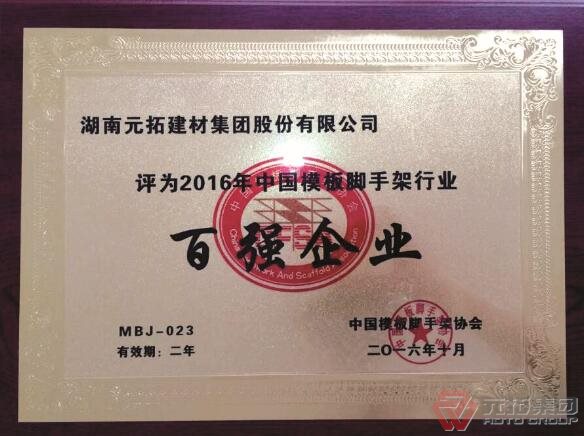 湖南元拓建材集团股份有限公司
评为2016年中国模板脚手架行业
百强企业
MBJ-023
有效期：二年
中国模板脚手架协会
二〇一六年十月
元拓集团
ADTO GROUP